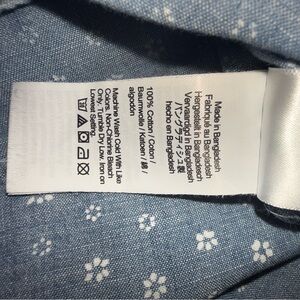 Made in Bangladesh
Fabriqué au Bangladesh
Hergestellt in Bangladesh
Vervaardigd in Bangladesh
バングラディシュ製
hecho en Bangladesh
100% Cotton / Coton /
Baumwolle / Katoen / 綿 /
algodón
Machine Wash Cold With Like
Colors. Non-Chlorine Bleach
Only. Tumble Dry Low. Iron on
Lowest Setting.